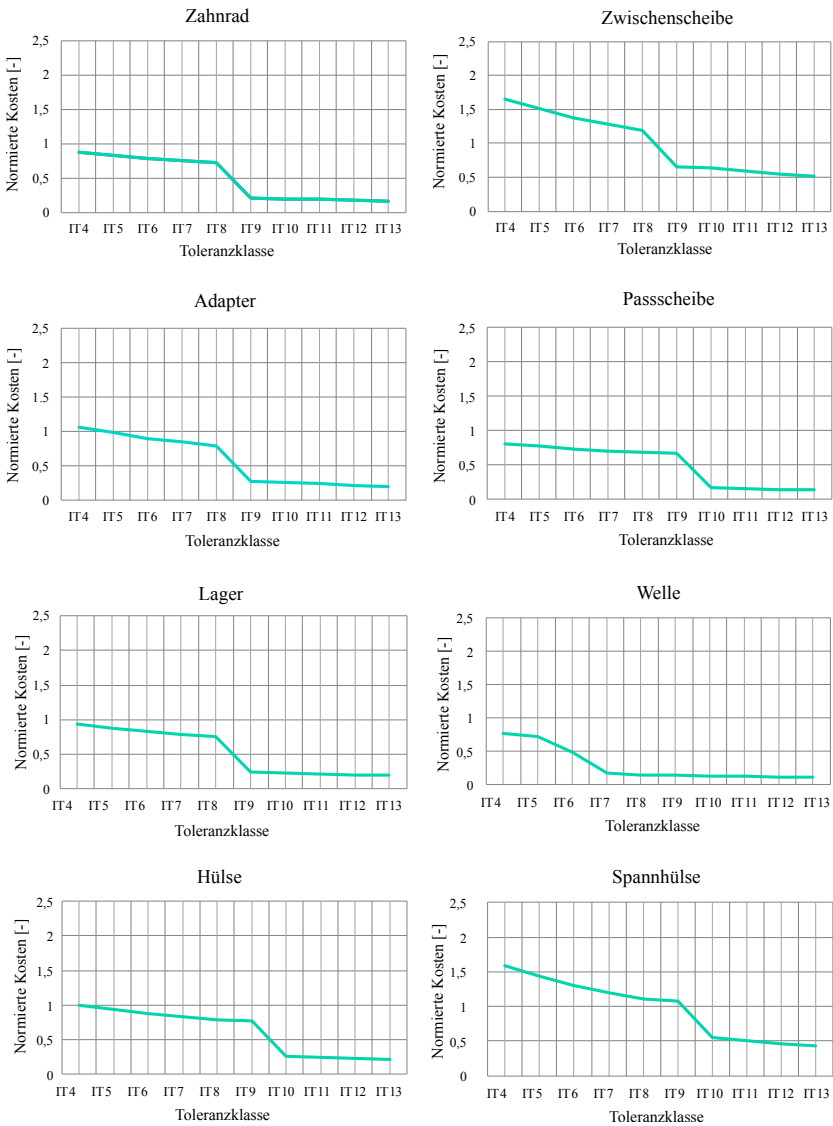 Zahnrad
Normierte Kosten [-]
2,5
2
1,5
1
0,5
0
IT4 IT5 IT6 IT7 IT8 IT9 IT10 IT11 IT12 IT13
Toleranzklasse
Zwischenscheibe
Normierte Kosten [-]
2,5
2
1,5
1
0,5
0
IT4 IT5 IT6 IT7 IT8 IT9 IT10 IT11 IT12 IT13
Toleranzklasse
Adapter
Normierte Kosten [-]
2,5
2
1,5
1
0,5
0
IT4 IT5 IT6 IT7 IT8 IT9 IT10 IT11 IT12 IT13
Toleranzklasse
Passscheibe
Normierte Kosten [-]
2,5
2
1,5
1
0,5
0
IT4 IT5 IT6 IT7 IT8 IT9 IT10 IT11 IT12 IT13
Toleranzklasse
Lager
Normierte Kosten [-]
2,5
2
1,5
1
0,5
0
IT4 IT5 IT6 IT7 IT8 IT9 IT10 IT11 IT12 IT13
Toleranzklasse
Welle
Normierte Kosten [-]
2,5
2
1,5
1
0,5
0
IT4 IT5 IT6 IT7 IT8 IT9 IT10 IT11 IT12 IT13
Toleranzklasse
Hülse
Normierte Kosten [-]
2,5
2
1,5
1
0,5
0
IT4 IT5 IT6 IT7 IT8 IT9 IT10 IT11 IT12 IT13
Toleranzklasse
Spannhülse
Normierte Kosten [-]
2,5
2
1,5
1
0,5
0
IT4 IT5 IT6 IT7 IT8 IT9 IT10 IT11 IT12 IT13
Toleranzklasse